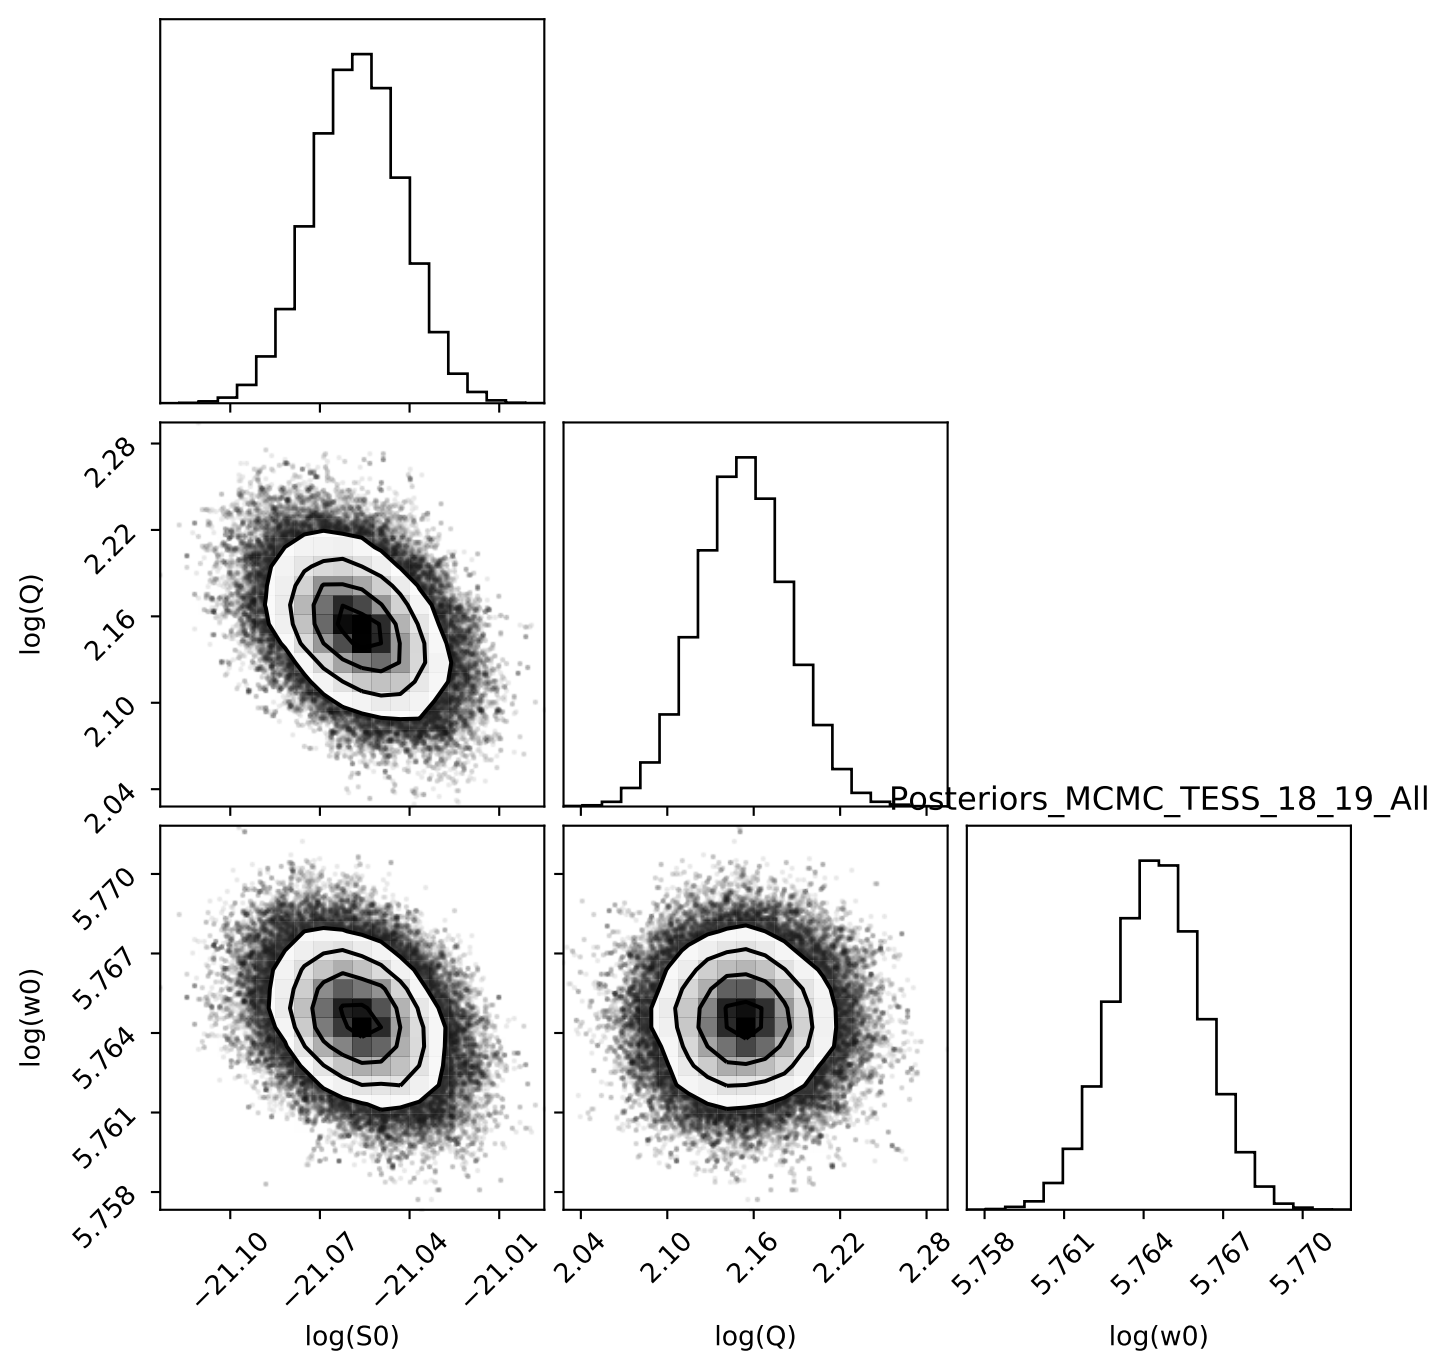 2.28
2.22
2.16
2.10
2.04
log(Q)
Posteriors_MCMC_TESS_18_19_All
5.770
5.767
5.764
5.761
5.758
log(w0)
−21.10 −21.07 −21.04 −21.01 2.04 2.10 2.16 2.22 2.28 5.758 5.761 5.764 5.767 5.770
log(S0) log(Q) log(w0)